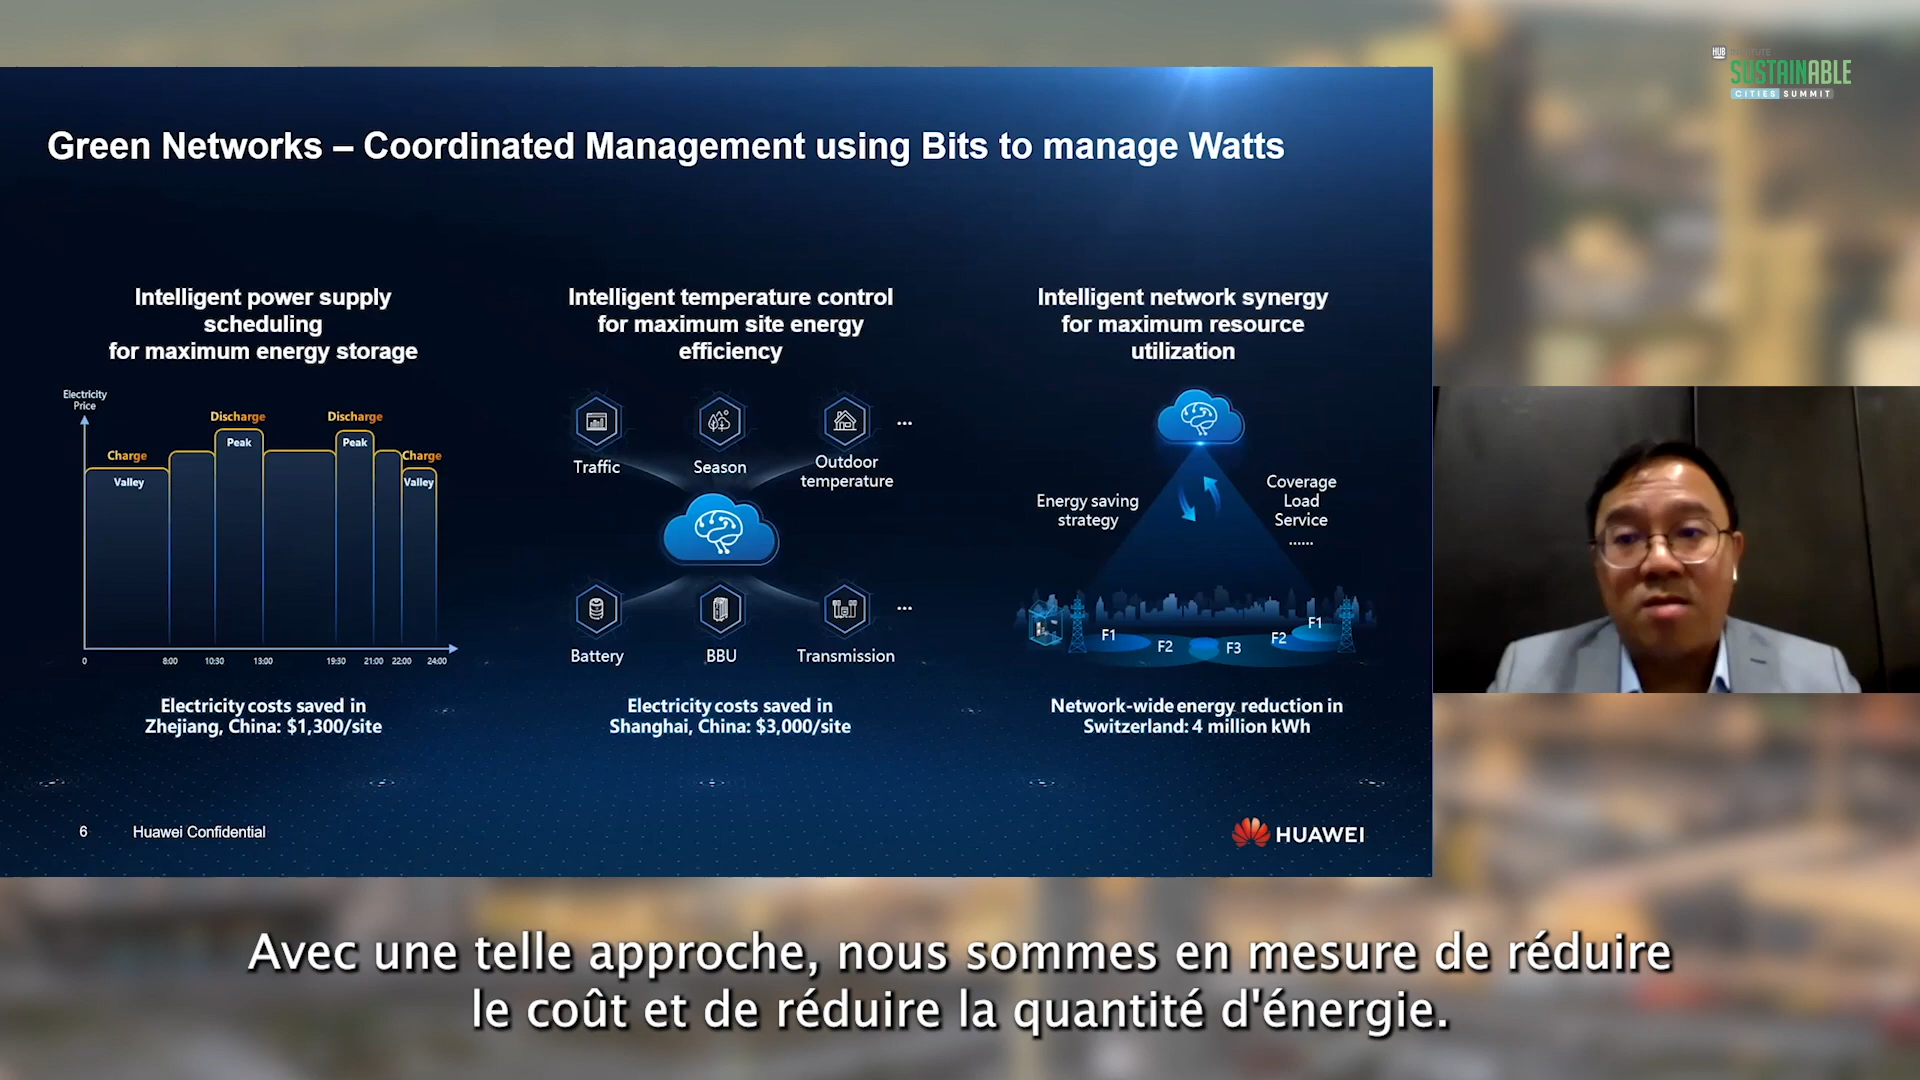 HUB INSTITUTE
SUSTAINABLE
CITIES SUMMIT
Green Networks – Coordinated Management using Bits to manage Watts
Intelligent power supply
scheduling
for maximum energy storage
Electricity
Price
Charge
Valley
Discharge
Peak
Discharge
Peak
Charge
Valley
0 8:00 10:30 13:00 19:30 21:00 22:00 24:00
Electricity costs saved in
Zhejiang, China: $1,300/site
Intelligent temperature control
for maximum site energy
efficiency
Traffic
Season
Outdoor
temperature
...
Battery
BBU
Transmission
...
Electricity costs saved in
Shanghai, China: $3,000/site
Intelligent network synergy
for maximum resource
utilization
Energy saving
strategy
Coverage
Load
Service
......
F1
F2
F3
F2
F1
Network-wide energy reduction in
Switzerland: 4 million kWh
6
Huawei Confidential
HUAWEI
Avec une telle approche, nous sommes en mesure de réduire
le coût et de réduire la quantité d'énergie.